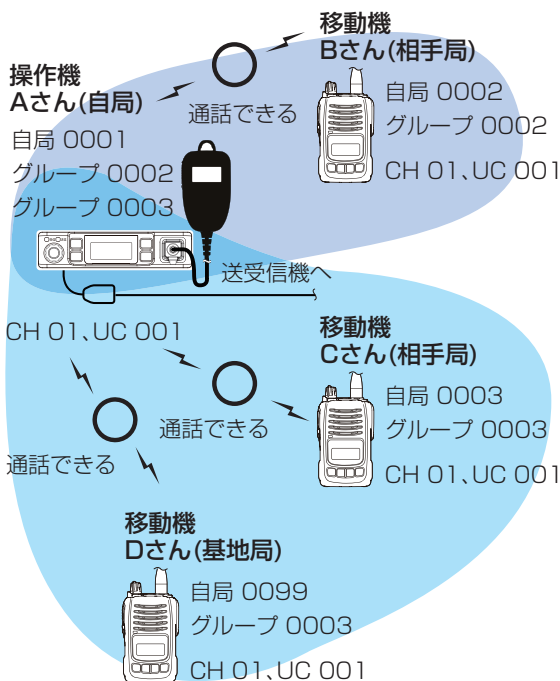 移動機
Bさん(相手局)
自局 0002
グループ 0002
CH 01、UC 001
通話できる
操作機
Aさん(自局)
自局 0001
グループ 0002
グループ 0003
送受信機へ
CH 01、UC 001
通話できる
移動機
Cさん(相手局)
自局 0003
グループ 0003
CH 01、UC 001
通話できる
移動機
Dさん(基地局)
自局 0099
グループ 0003
CH 01、UC 001